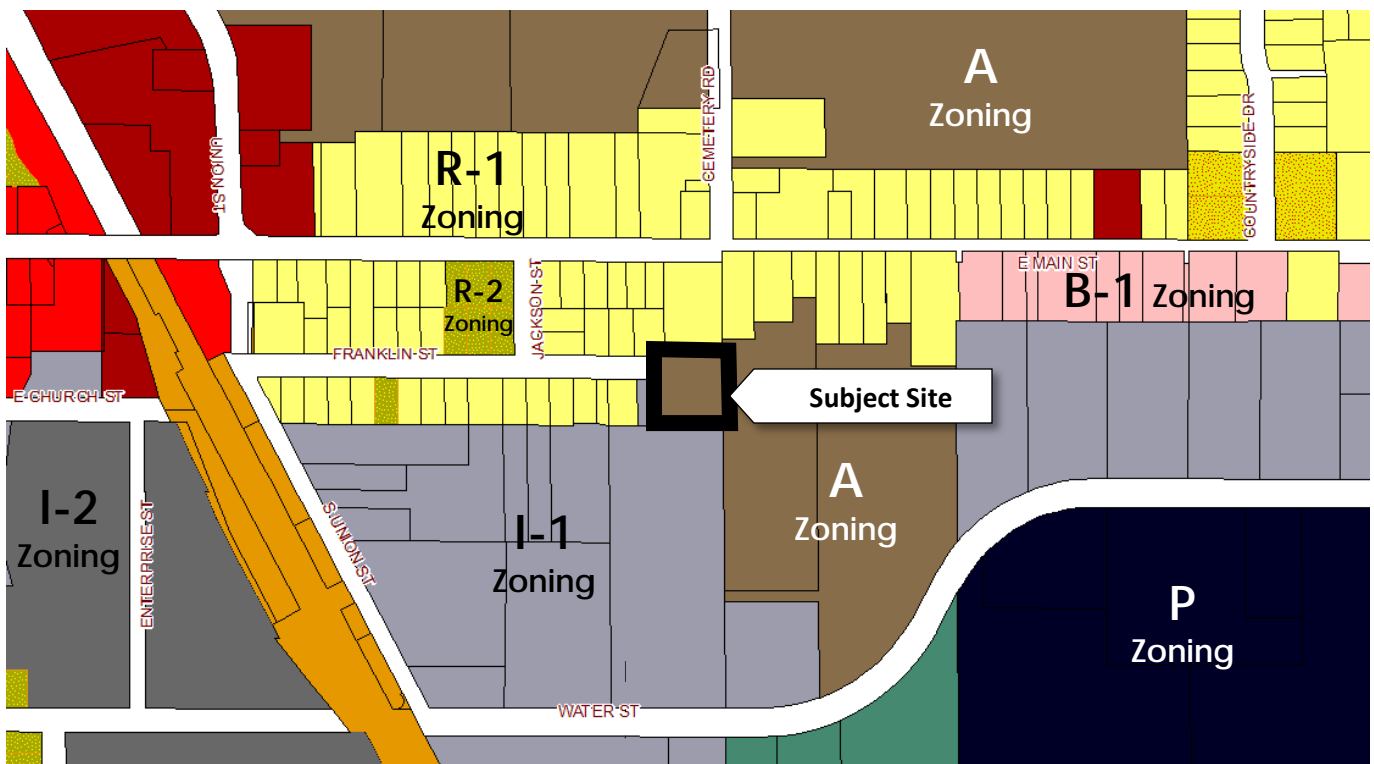 A
Zoning
COUNTRYSIDE DR
CEMETERY RD
UNION ST
R-1
Zoning
E MAIN ST
B-1 Zoning
R-2
Zoning
JACKSON ST
FRANKLIN ST
E CHURCH ST
Subject Site
A
Zoning
I-2
Zoning
ENTERPRISE ST
S UNION ST
I-1
Zoning
P
Zoning
WATER ST